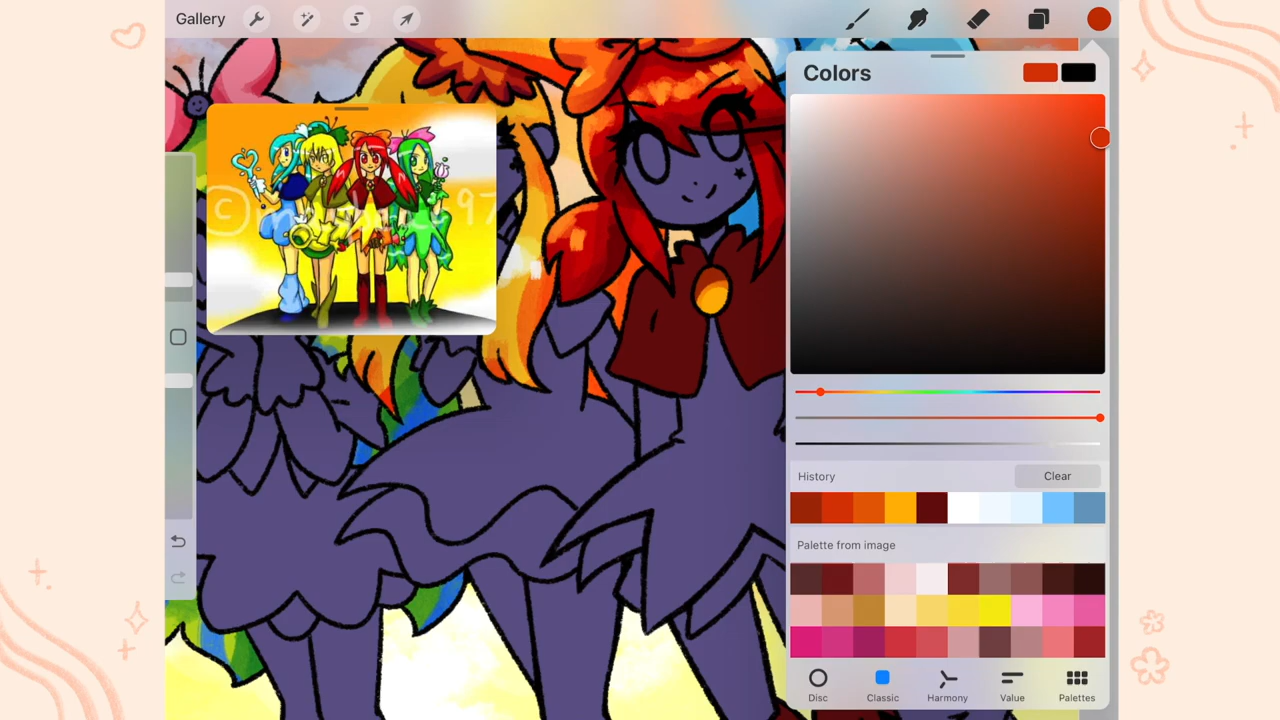 Gallery
Colors
History
Clear
Palette from image
Disc
Classic
Harmony
Value
Palettes